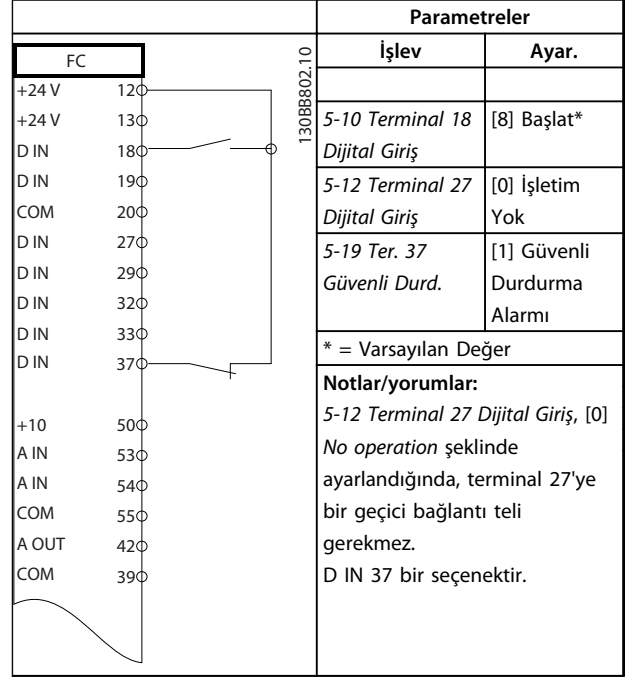 Parametreler
FC
130BB802.10
İşlev Ayar.
+24 V 12
+24 V 13
D IN 18
D IN 19
COM 20
D IN 27
D IN 29
D IN 32
D IN 33
D IN 37
+10 50
A IN 53
A IN 54
COM 55
A OUT 42
COM 39
5-10 Terminal 18 [8] Başlat*
Dijital Giriş
5-12 Terminal 27 [0] İşletim
Dijital Giriş Yok
5-19 Ter. 37 [1] Güvenli
Güvenli Durd. Durdurma
Alarmı
* = Varsayılan Değer
Notlar/yorumlar:
5-12 Terminal 27 Dijital Giriş, [0]
No operation şeklinde
ayarlandığında, terminal 27'ye
bir geçici bağlantı teli
gerekmez.
D IN 37 bir seçenektir.